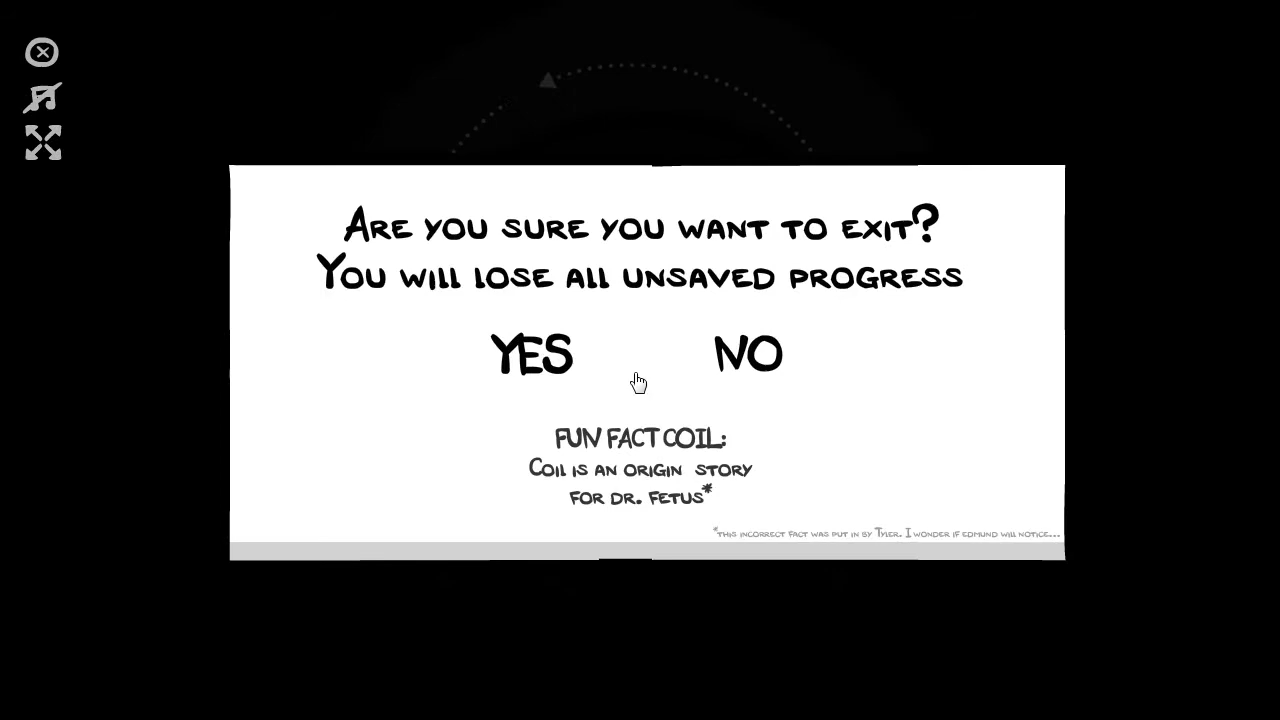 Are you sure you want to exit?
You will lose all unsaved progress
YES NO
FUN FACT COIL:
Coil is an origin story
for Dr. Fetus*
*this incorrect fact was put in by Tyler. I wonder if edmund will notice...